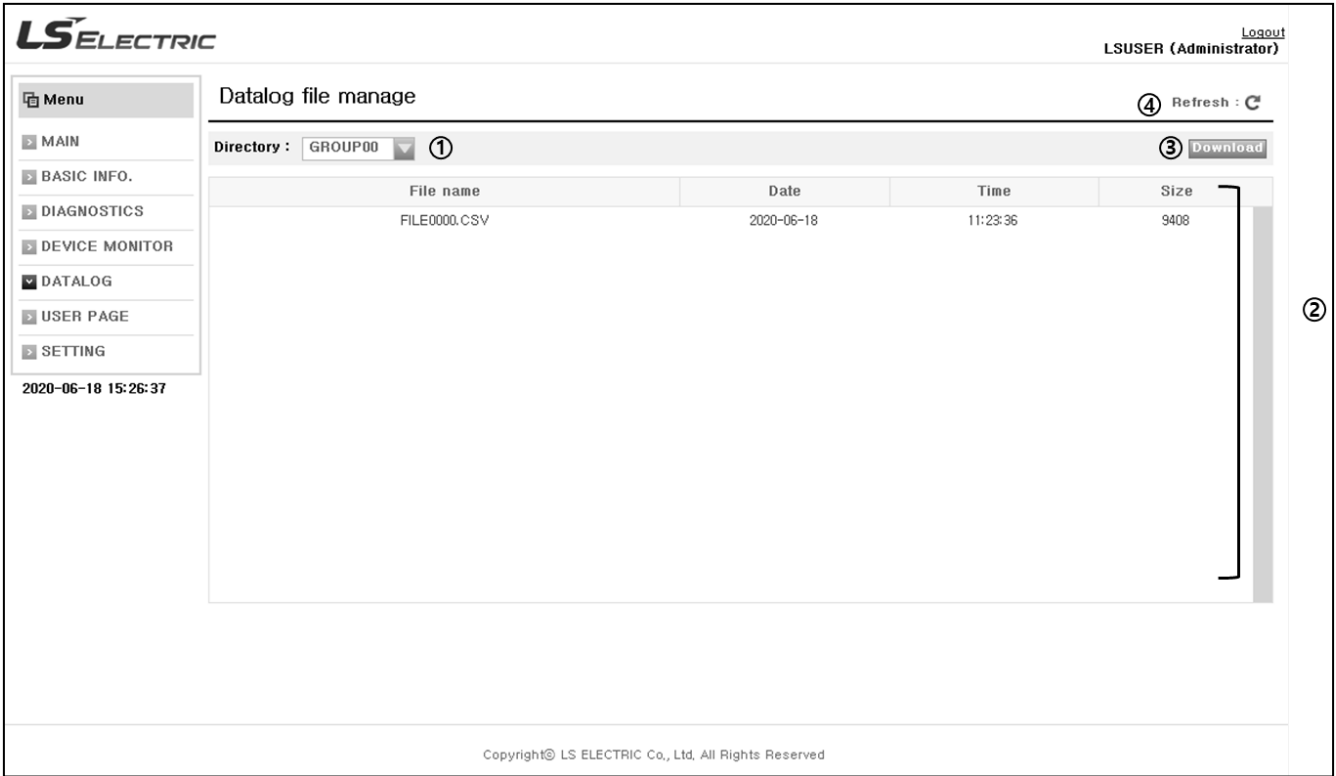 LS ELECTRIC
Logout
LSUSER (Administrator)
Menu
MAIN
BASIC INFO.
DIAGNOSTICS
DEVICE MONITOR
DATALOG
USER PAGE
SETTING
2020-06-18 15:26:37
Datalog file manage
④ Refresh :
Directory : GROUP00 ①
③ Download
File name Date Time Size
FILE0000.CSV 2020-06-18 11:23:36 9408
②
Copyright© LS ELECTRIC Co., Ltd, All Rights Reserved